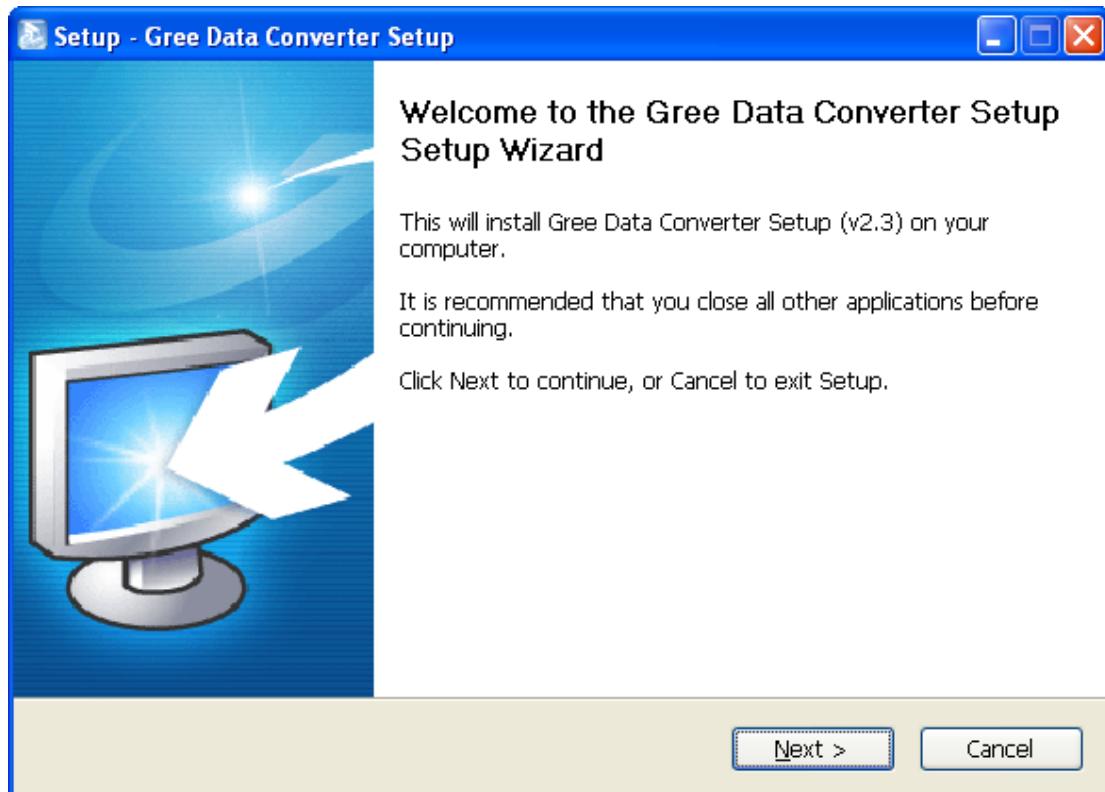 Setup - Gree Data Converter Setup
Welcome to the Gree Data Converter Setup
Setup Wizard
This will install Gree Data Converter Setup (v2.3) on your
computer.
It is recommended that you close all other applications before
continuing.
Click Next to continue, or Cancel to exit Setup.
Next >
Cancel